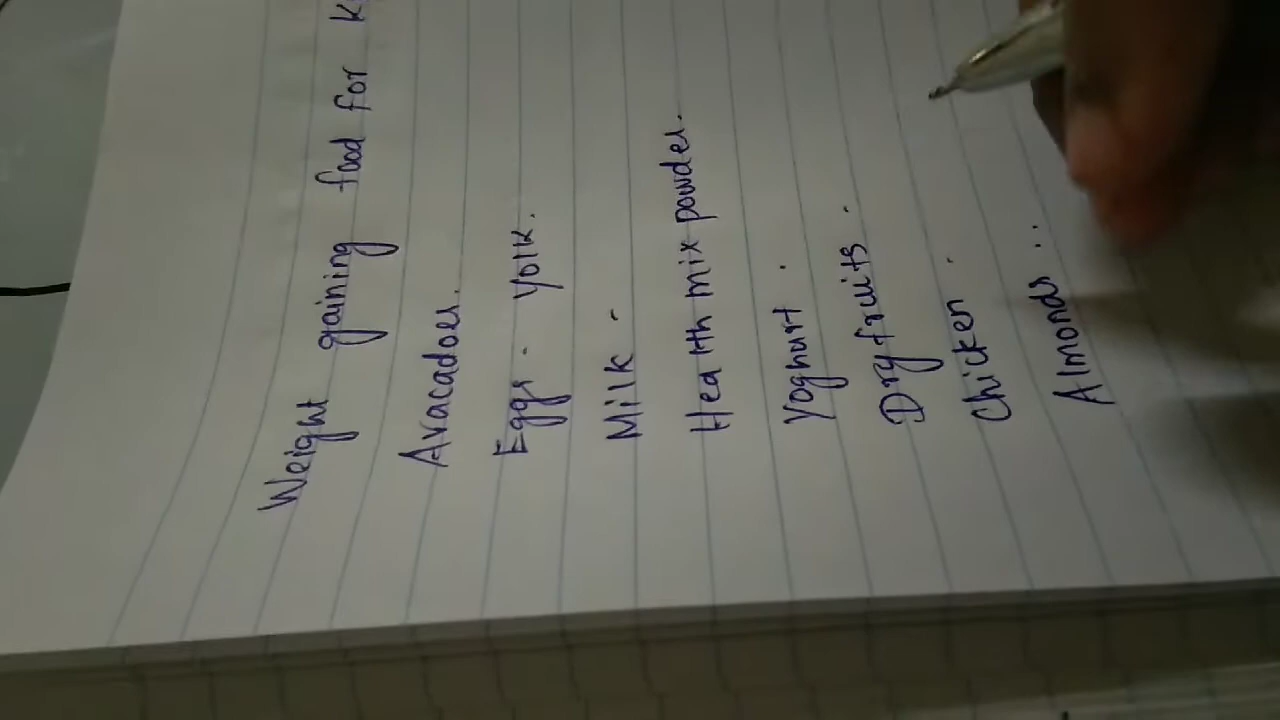 Weight gaining food for
Avacadoes.
Eggs. Yolk.
Milk -
Health mix powder.
Yoghurt.
Dry fruits.
Chicken.
Almonds..